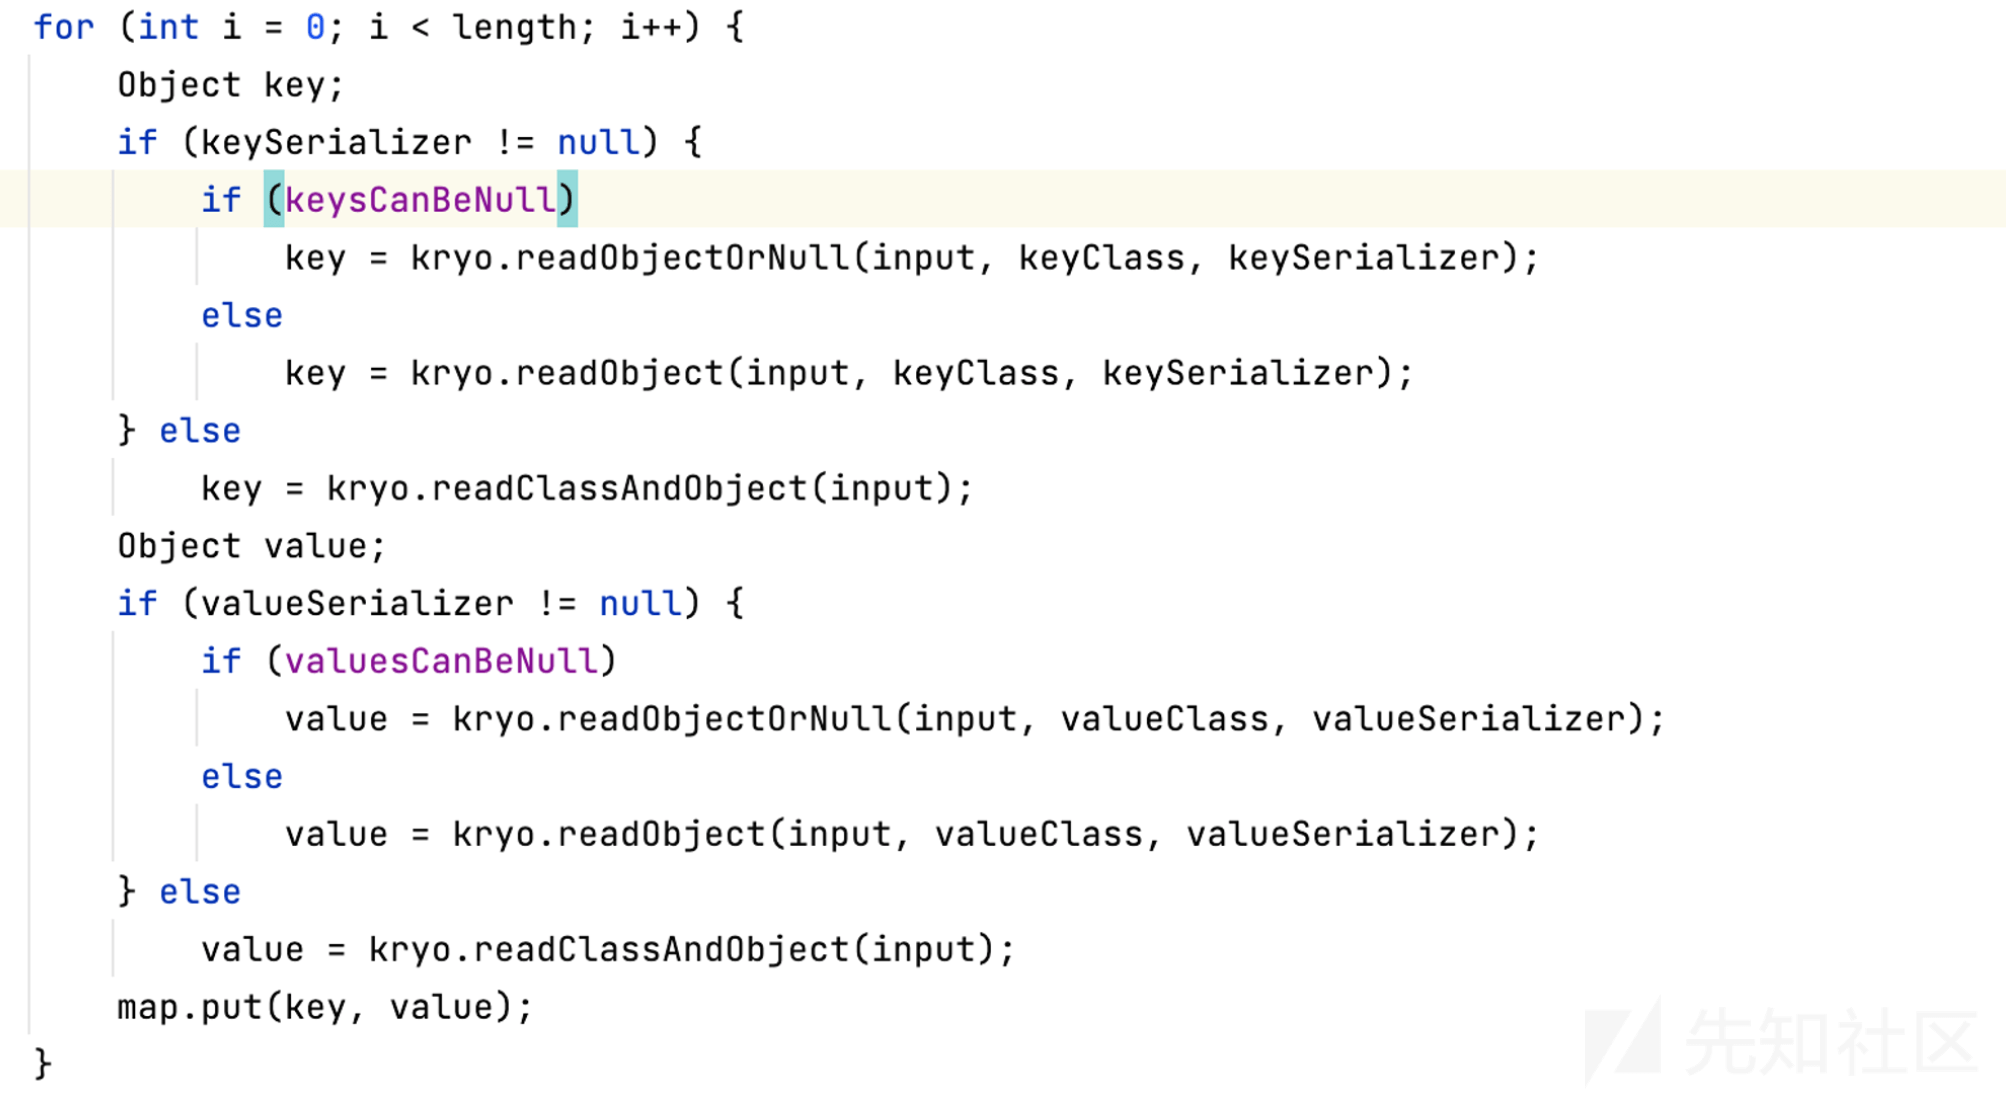 for (int i = 0; i < length; i++) {
    Object key;
    if (keySerializer != null) {
        if (keysCanBeNull)
            key = kryo.readObjectOrNull(input, keyClass, keySerializer);
        else
            key = kryo.readObject(input, keyClass, keySerializer);
    } else
        key = kryo.readClassAndObject(input);
    Object value;
    if (valueSerializer != null) {
        if (valuesCanBeNull)
            value = kryo.readObjectOrNull(input, valueClass, valueSerializer);
        else
            value = kryo.readObject(input, valueClass, valueSerializer);
    } else
        value = kryo.readClassAndObject(input);
    map.put(key, value);
}
先知社区